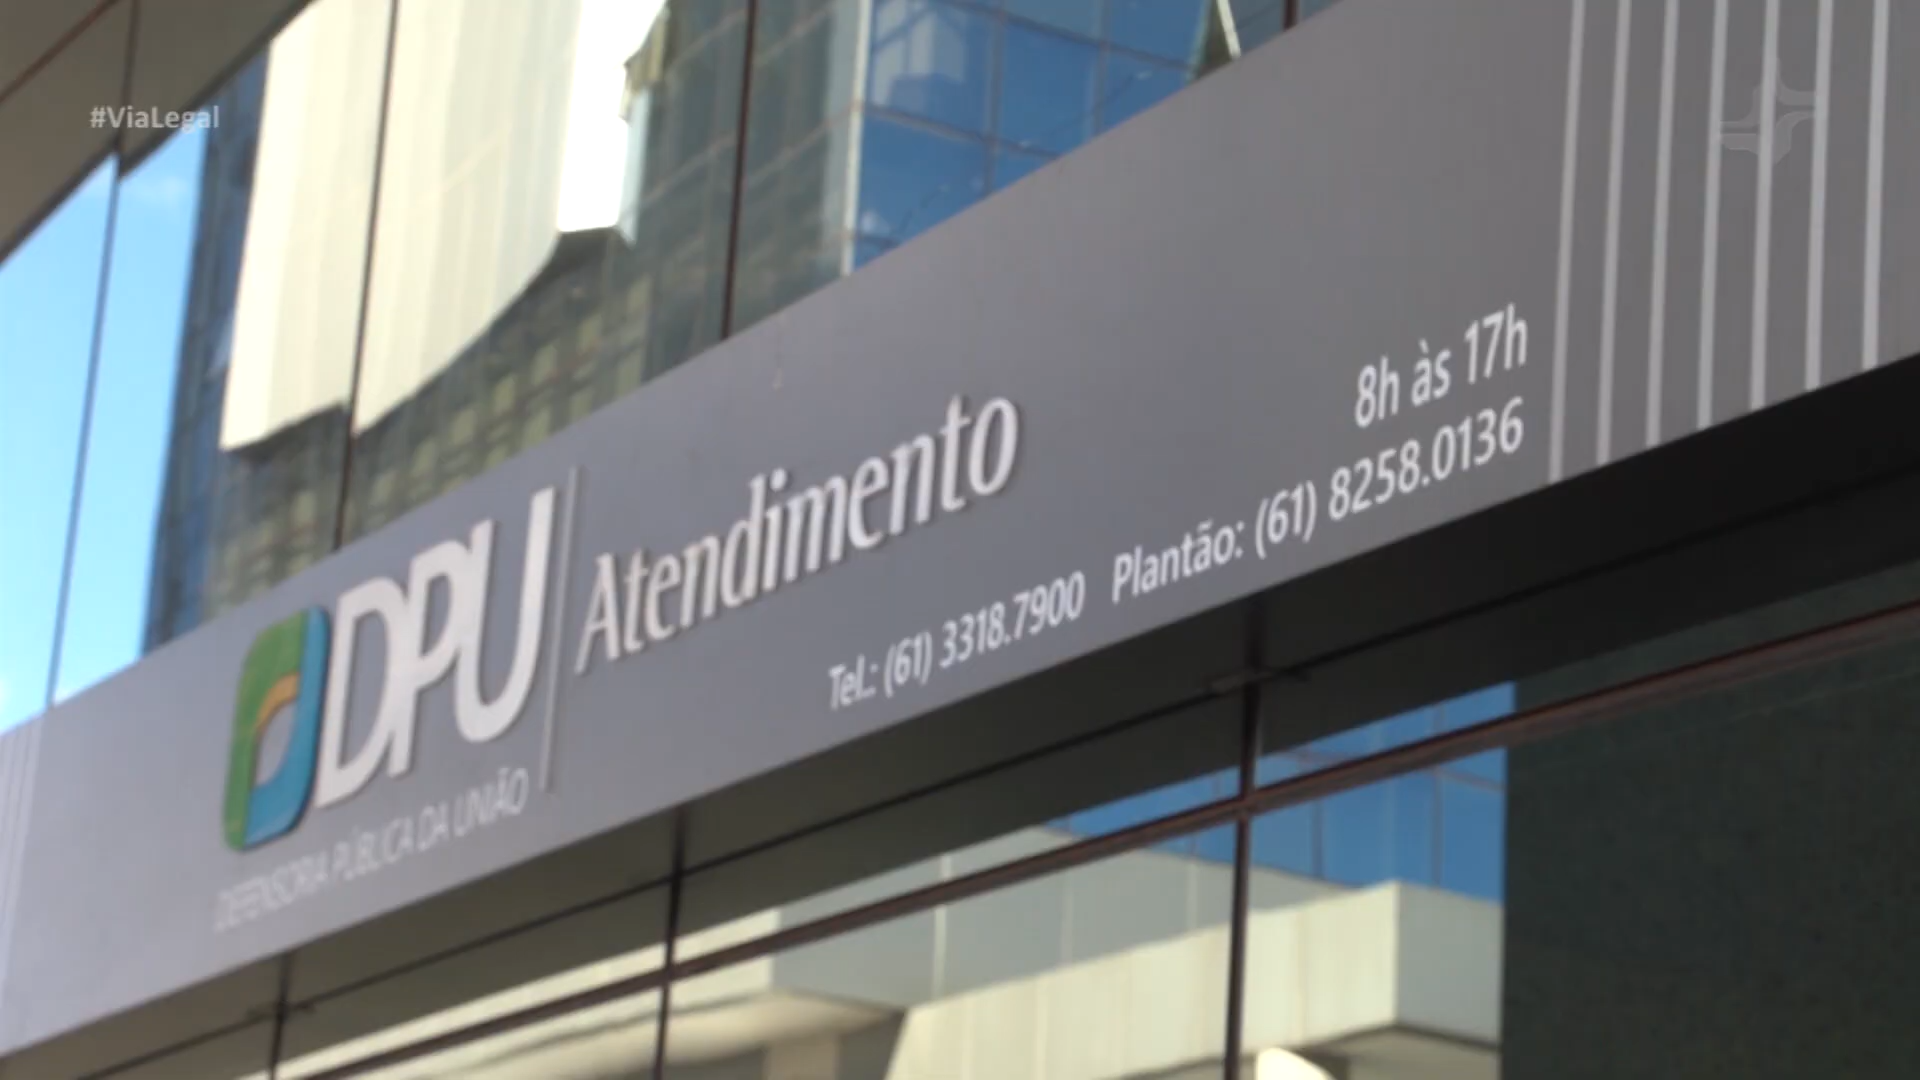 #ViaLegal
DPU Atendimento
DEFENSORIA PÚBLICA DA UNIÃO
8h às 17h
Tel.: (61) 3318.7900 Plantão: (61) 8258.0136